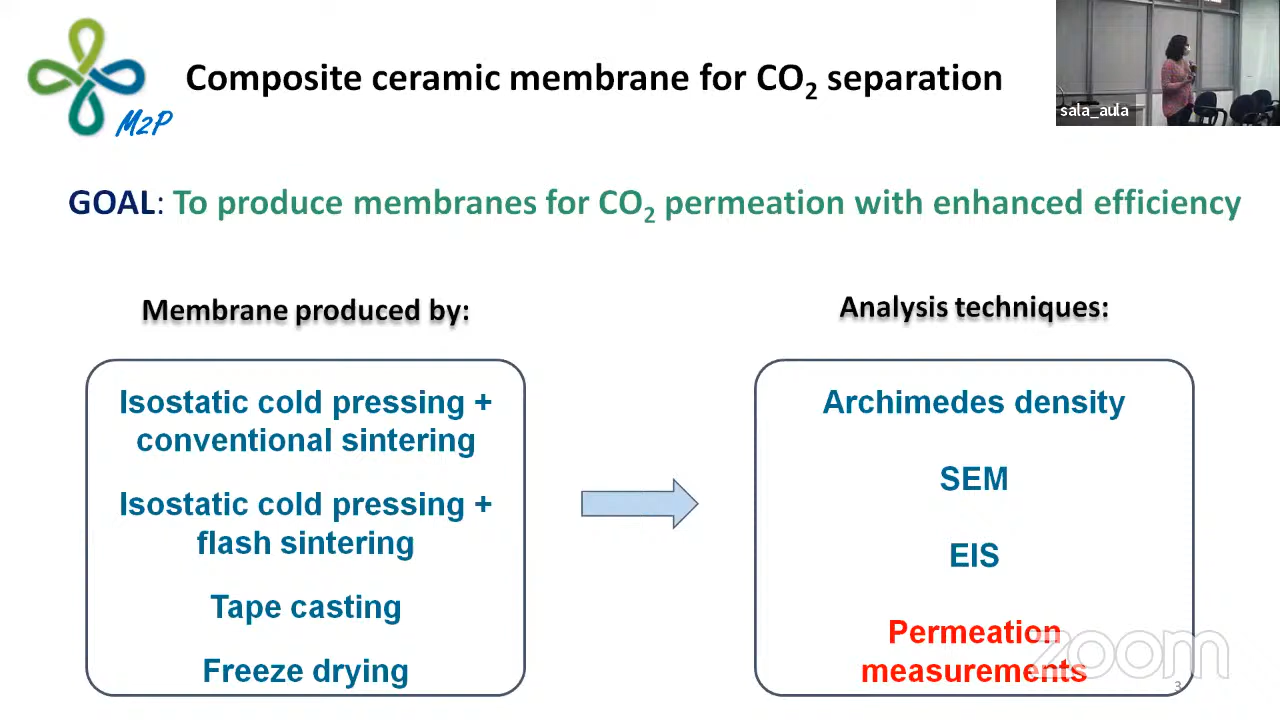 Composite ceramic membrane for CO2 separation
M2P
sala_aula
GOAL: To produce membranes for CO2 permeation with enhanced efficiency
Membrane produced by:
Isostatic cold pressing +
conventional sintering
Isostatic cold pressing +
flash sintering
Tape casting
Freeze drying
Analysis techniques:
Archimedes density
SEM
EIS
Permeation
measurements
zoom
3